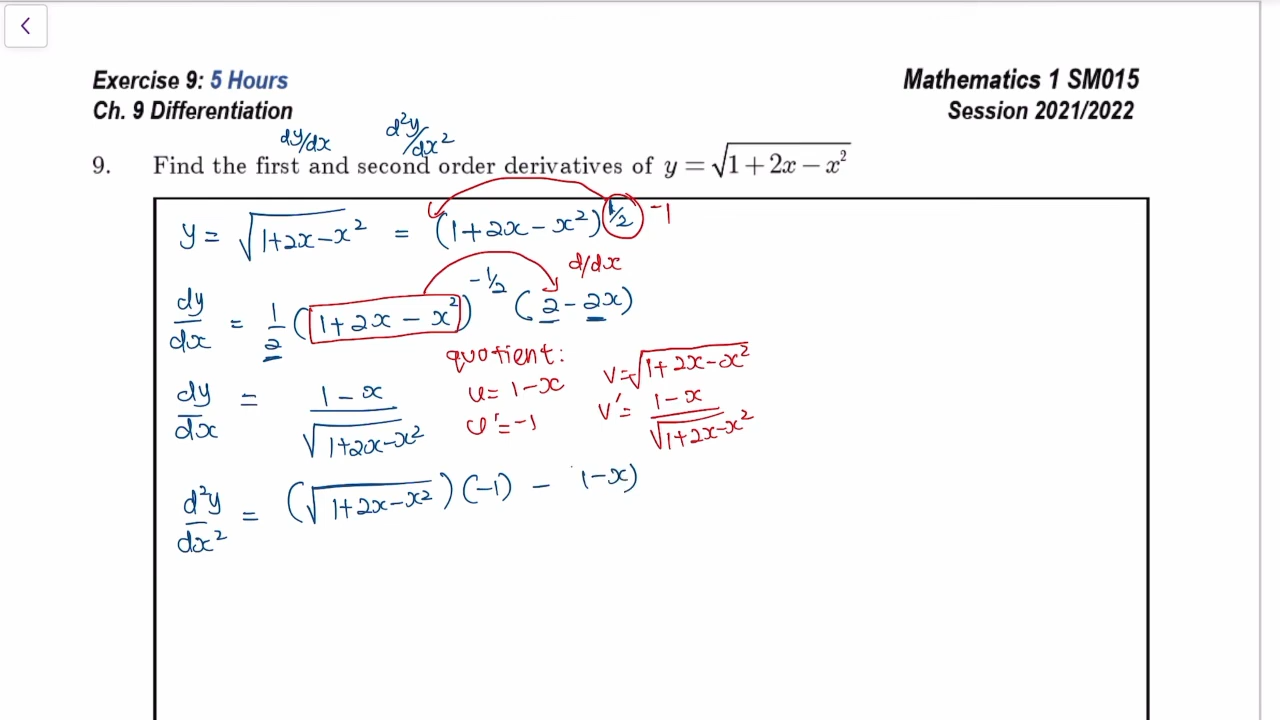 Exercise 9: 5 Hours
Mathematics 1 SM015
Ch. 9 Differentiation
Session 2021/2022
dy/dx d²y/dx²
9. Find the first and second order derivatives of y = √(1 + 2x − x²)
y = √(1+2x−x²) = (1+2x−x²)^(1/2) −1
d/dx
dy/dx = 1/2 (1+2x−x²)^(−1/2) (2−2x)
quotient:
u = 1−x v = √(1+2x−x²)
u' = −1 v' = (1−x)/√(1+2x−x²)
dy/dx = (1−x)/√(1+2x−x²)
d²y/dx² = (√(1+2x−x²))(−1) − 1−x)